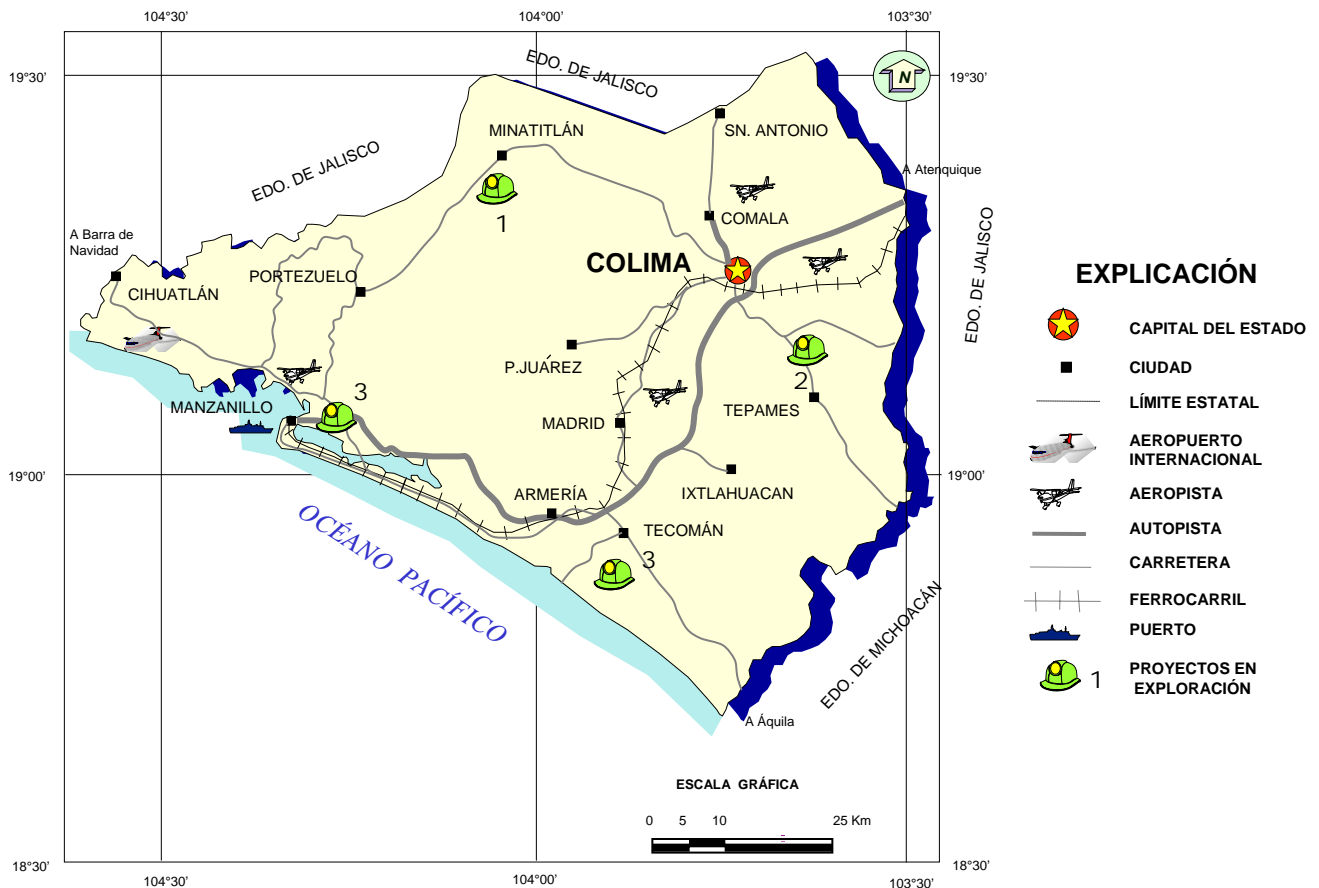 104°30'
104°00'
103°30'
19°30'
19°30'
EDO. DE JALISCO
N
MINATITLÁN
SN. ANTONIO
EDO. DE JALISCO
A Atenquique
1
COMALA
EDO. DE JALISCO
A Barra de
Navidad
COLIMA
CIHUATLÁN
PORTEZUELO
P.JUÁREZ
2
MANZANILLO
3
TEPAMES
MADRID
19°00'
19°00'
ARMERÍA
IXTLAHUACAN
TECOMÁN
3
OCÉANO PACÍFICO
EDO. DE MICHOACÁN
A Áquila
ESCALA GRÁFICA
0 5 10 25 Km
18°30'
18°30'
104°30'
104°00'
103°30'
EXPLICACIÓN
CAPITAL DEL ESTADO
CIUDAD
LÍMITE ESTATAL
AEROPUERTO
INTERNACIONAL
AEROPISTA
AUTOPISTA
CARRETERA
FERROCARRIL
PUERTO
1 PROYECTOS EN
EXPLORACIÓN